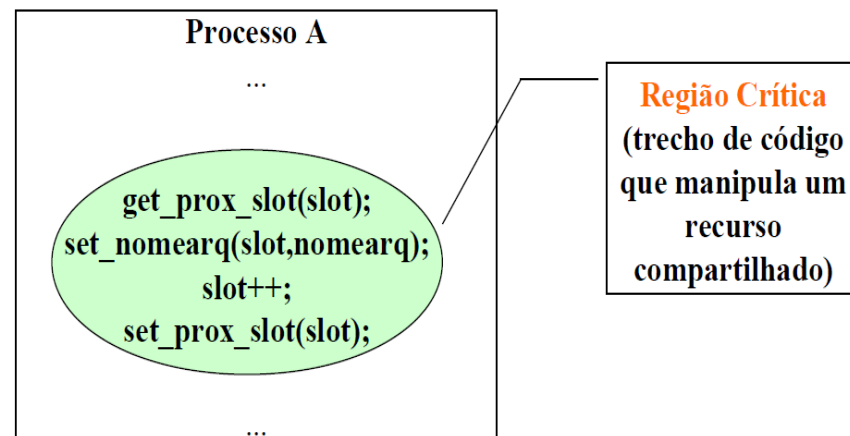 Processo A
...
get_prox_slot(slot);
set_nomearq(slot,nomearq);
slot++;
set_prox_slot(slot);
...
Região Crítica
(trecho de código
que manipula um
recurso
compartilhado)